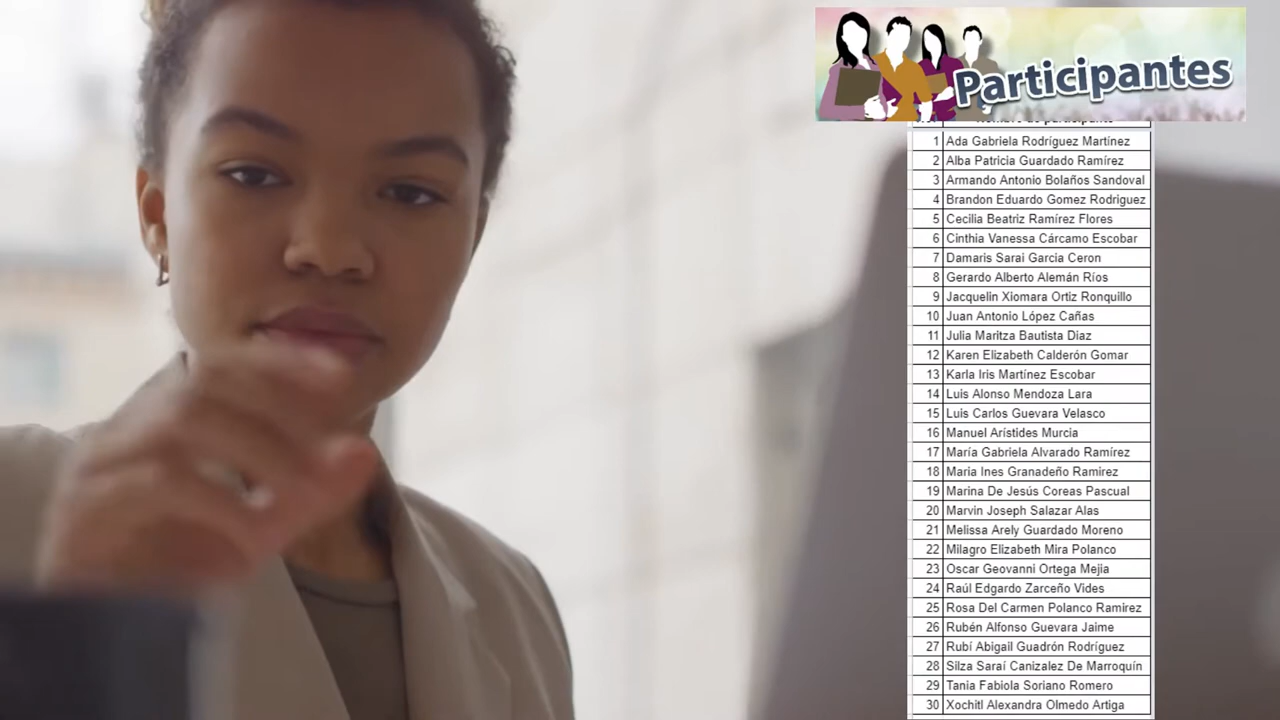 Participantes
1 Ada Gabriela Rodríguez Martínez
2 Alba Patricia Guardado Ramírez
3 Armando Antonio Bolaños Sandoval
4 Brandon Eduardo Gomez Rodriguez
5 Cecilia Beatriz Ramírez Flores
6 Cinthia Vanessa Cárcamo Escobar
7 Damaris Sarai Garcia Ceron
8 Gerardo Alberto Alemán Ríos
9 Jacquelin Xiomara Ortiz Ronquillo
10 Juan Antonio López Cañas
11 Julia Maritza Bautista Diaz
12 Karen Elizabeth Calderón Gomar
13 Karla Iris Martínez Escobar
14 Luis Alonso Mendoza Lara
15 Luis Carlos Guevara Velasco
16 Manuel Arístides Murcia
17 María Gabriela Alvarado Ramírez
18 Maria Ines Granadeño Ramirez
19 Marina De Jesús Coreas Pascual
20 Marvin Joseph Salazar Alas
21 Melissa Arely Guardado Moreno
22 Milagro Elizabeth Mira Polanco
23 Oscar Geovanni Ortega Mejia
24 Raúl Edgardo Zarceño Vides
25 Rosa Del Carmen Polanco Ramirez
26 Rubén Alfonso Guevara Jaime
27 Rubí Abigail Guadrón Rodríguez
28 Silza Saraí Canizalez De Marroquín
29 Tania Fabiola Soriano Romero
30 Xochitl Alexandra Olmedo Artiga